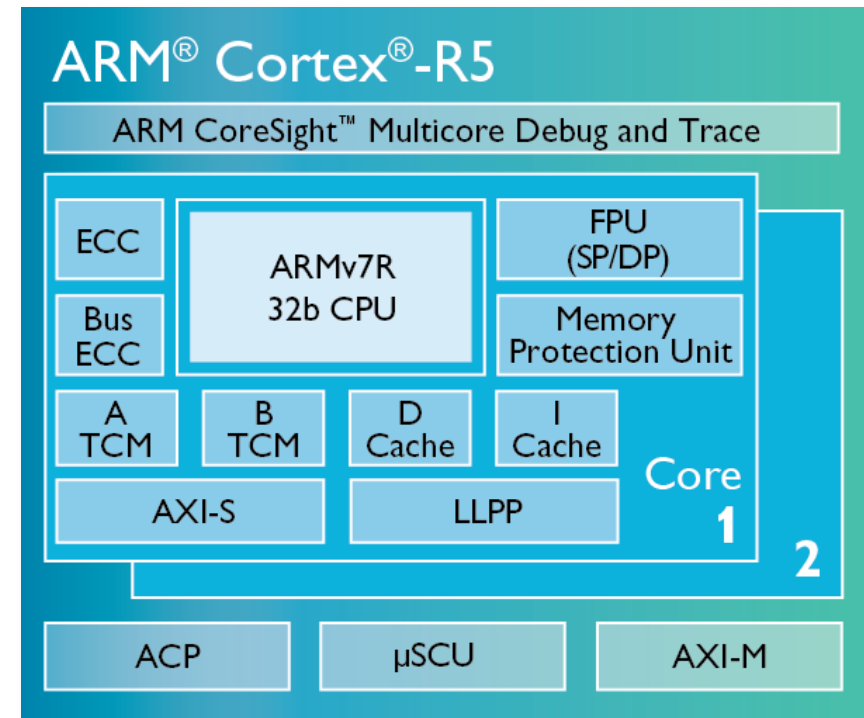 ARM® Cortex®-R5
ARM CoreSight™ Multicore Debug and Trace
ECC
ARMv7R
32b CPU
FPU
(SP/DP)
Bus
ECC
Memory
Protection Unit
A
TCM
B
TCM
D
Cache
I
Cache
Core
1
AXI-S
LLPP
2
ACP
µSCU
AXI-M